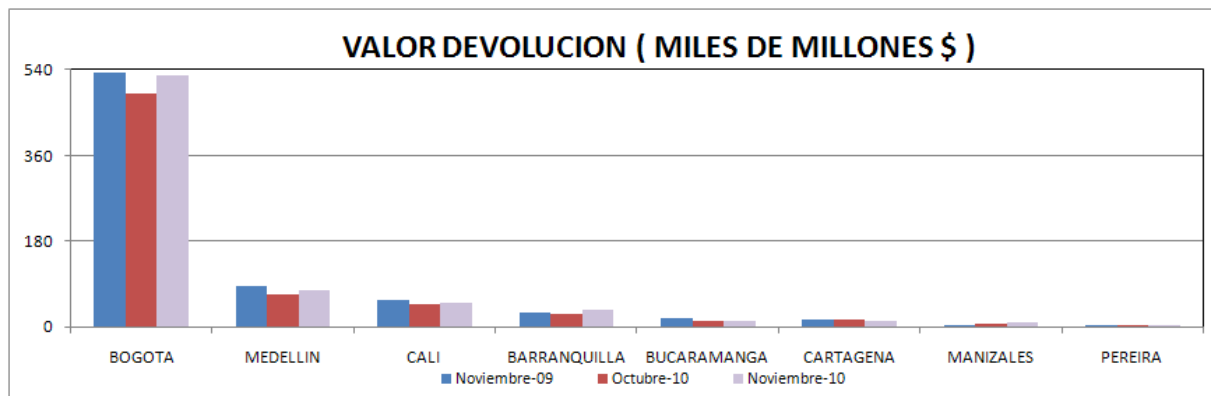 VALOR DEVOLUCION ( MILES DE MILLONES $ )
540
360
180
0
BOGOTA MEDELLIN CALI BARRANQUILLA BUCARAMANGA CARTAGENA MANIZALES PEREIRA
Noviembre-09 Octubre-10 Noviembre-10